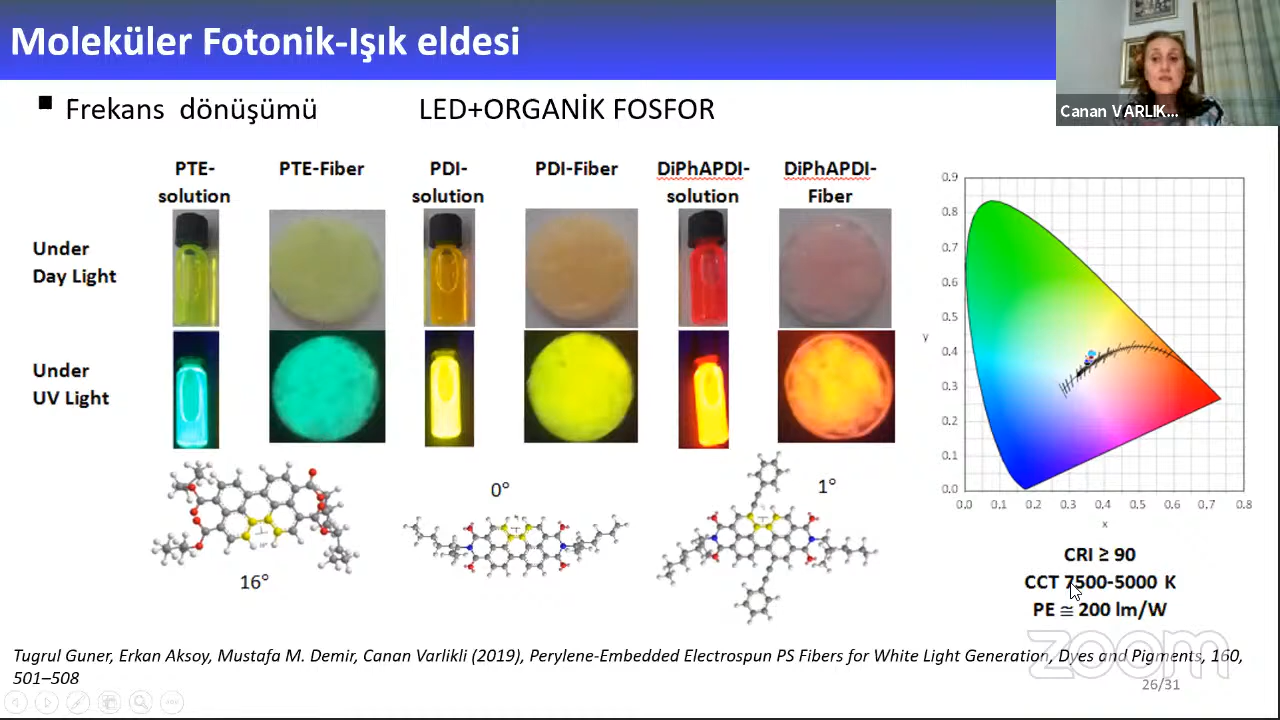 Moleküler Fotonik-Işık eldesi
Canan VARLIK...
Frekans dönüşümü
LED+ORGANİK FOSFOR
PTE-
solution
PTE-Fiber
PDI-
solution
PDI-Fiber
DiPhAPDI-
solution
DiPhAPDI-
Fiber
Under
Day Light
Under
UV Light
16°
0°
1°
0.9
0.8
0.7
0.6
0.5
y
0.4
0.3
0.2
0.1
0.0
0.0 0.1 0.2 0.3 0.4 0.5 0.6 0.7 0.8
x
CRI ≥ 90
CCT 7500-5000 K
PE ≅ 200 lm/W
zoom
Tugrul Guner, Erkan Aksoy, Mustafa M. Demir, Canan Varlikli (2019), Perylene-Embedded Electrospun PS Fibers for White Light Generation, Dyes and Pigments, 160,
501–508
26/31